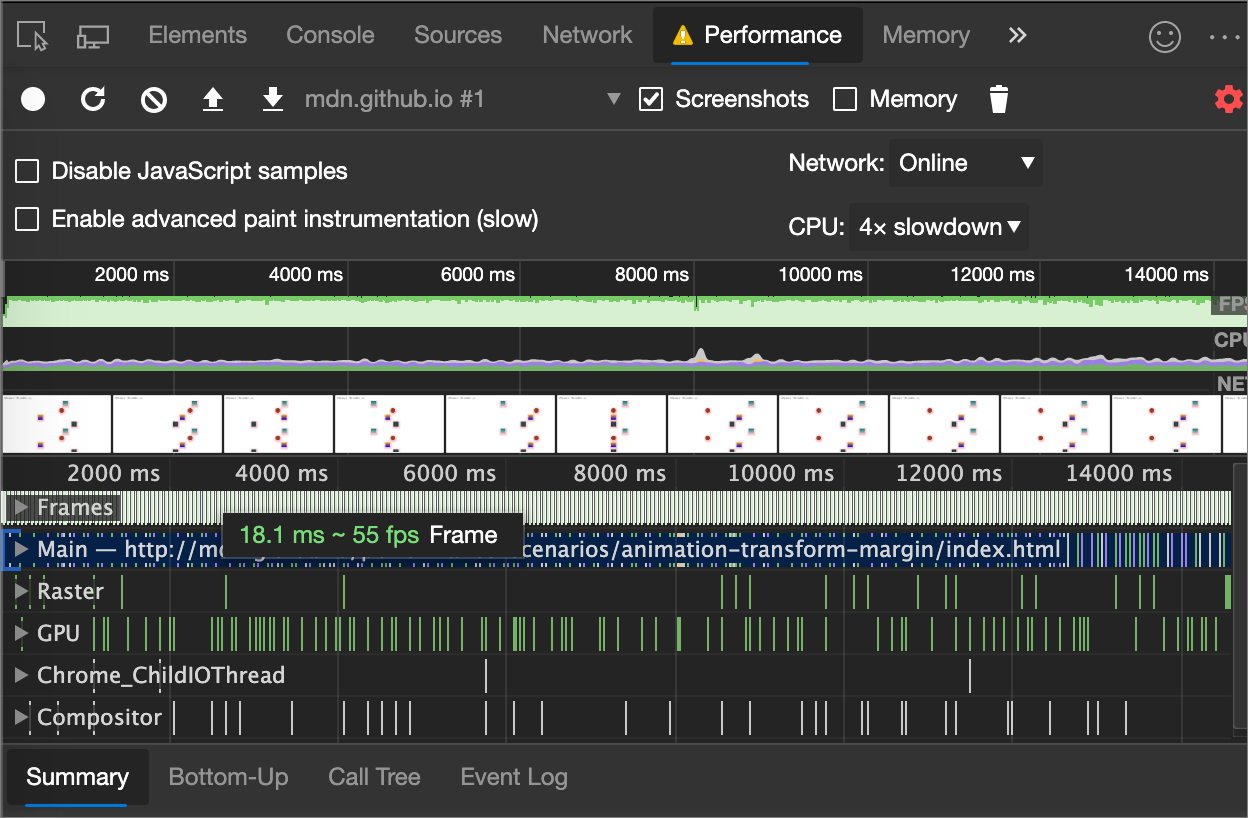 Elements Console Sources Network Performance Memory
mdn.github.io #1 Screenshots Memory
Disable JavaScript samples
Network: Online
Enable advanced paint instrumentation (slow)
CPU: 4× slowdown
2000 ms 4000 ms 6000 ms 8000 ms 10000 ms 12000 ms 14000 ms
FPS
CPU
NET
2000 ms 4000 ms 6000 ms 8000 ms 10000 ms 12000 ms 14000 ms
Frames
18.1 ms ~ 55 fps Frame
Main — http://md cenarios/animation-transform-margin/index.html
Raster
GPU
Chrome_ChildIOThread
Compositor
Summary Bottom-Up Call Tree Event Log